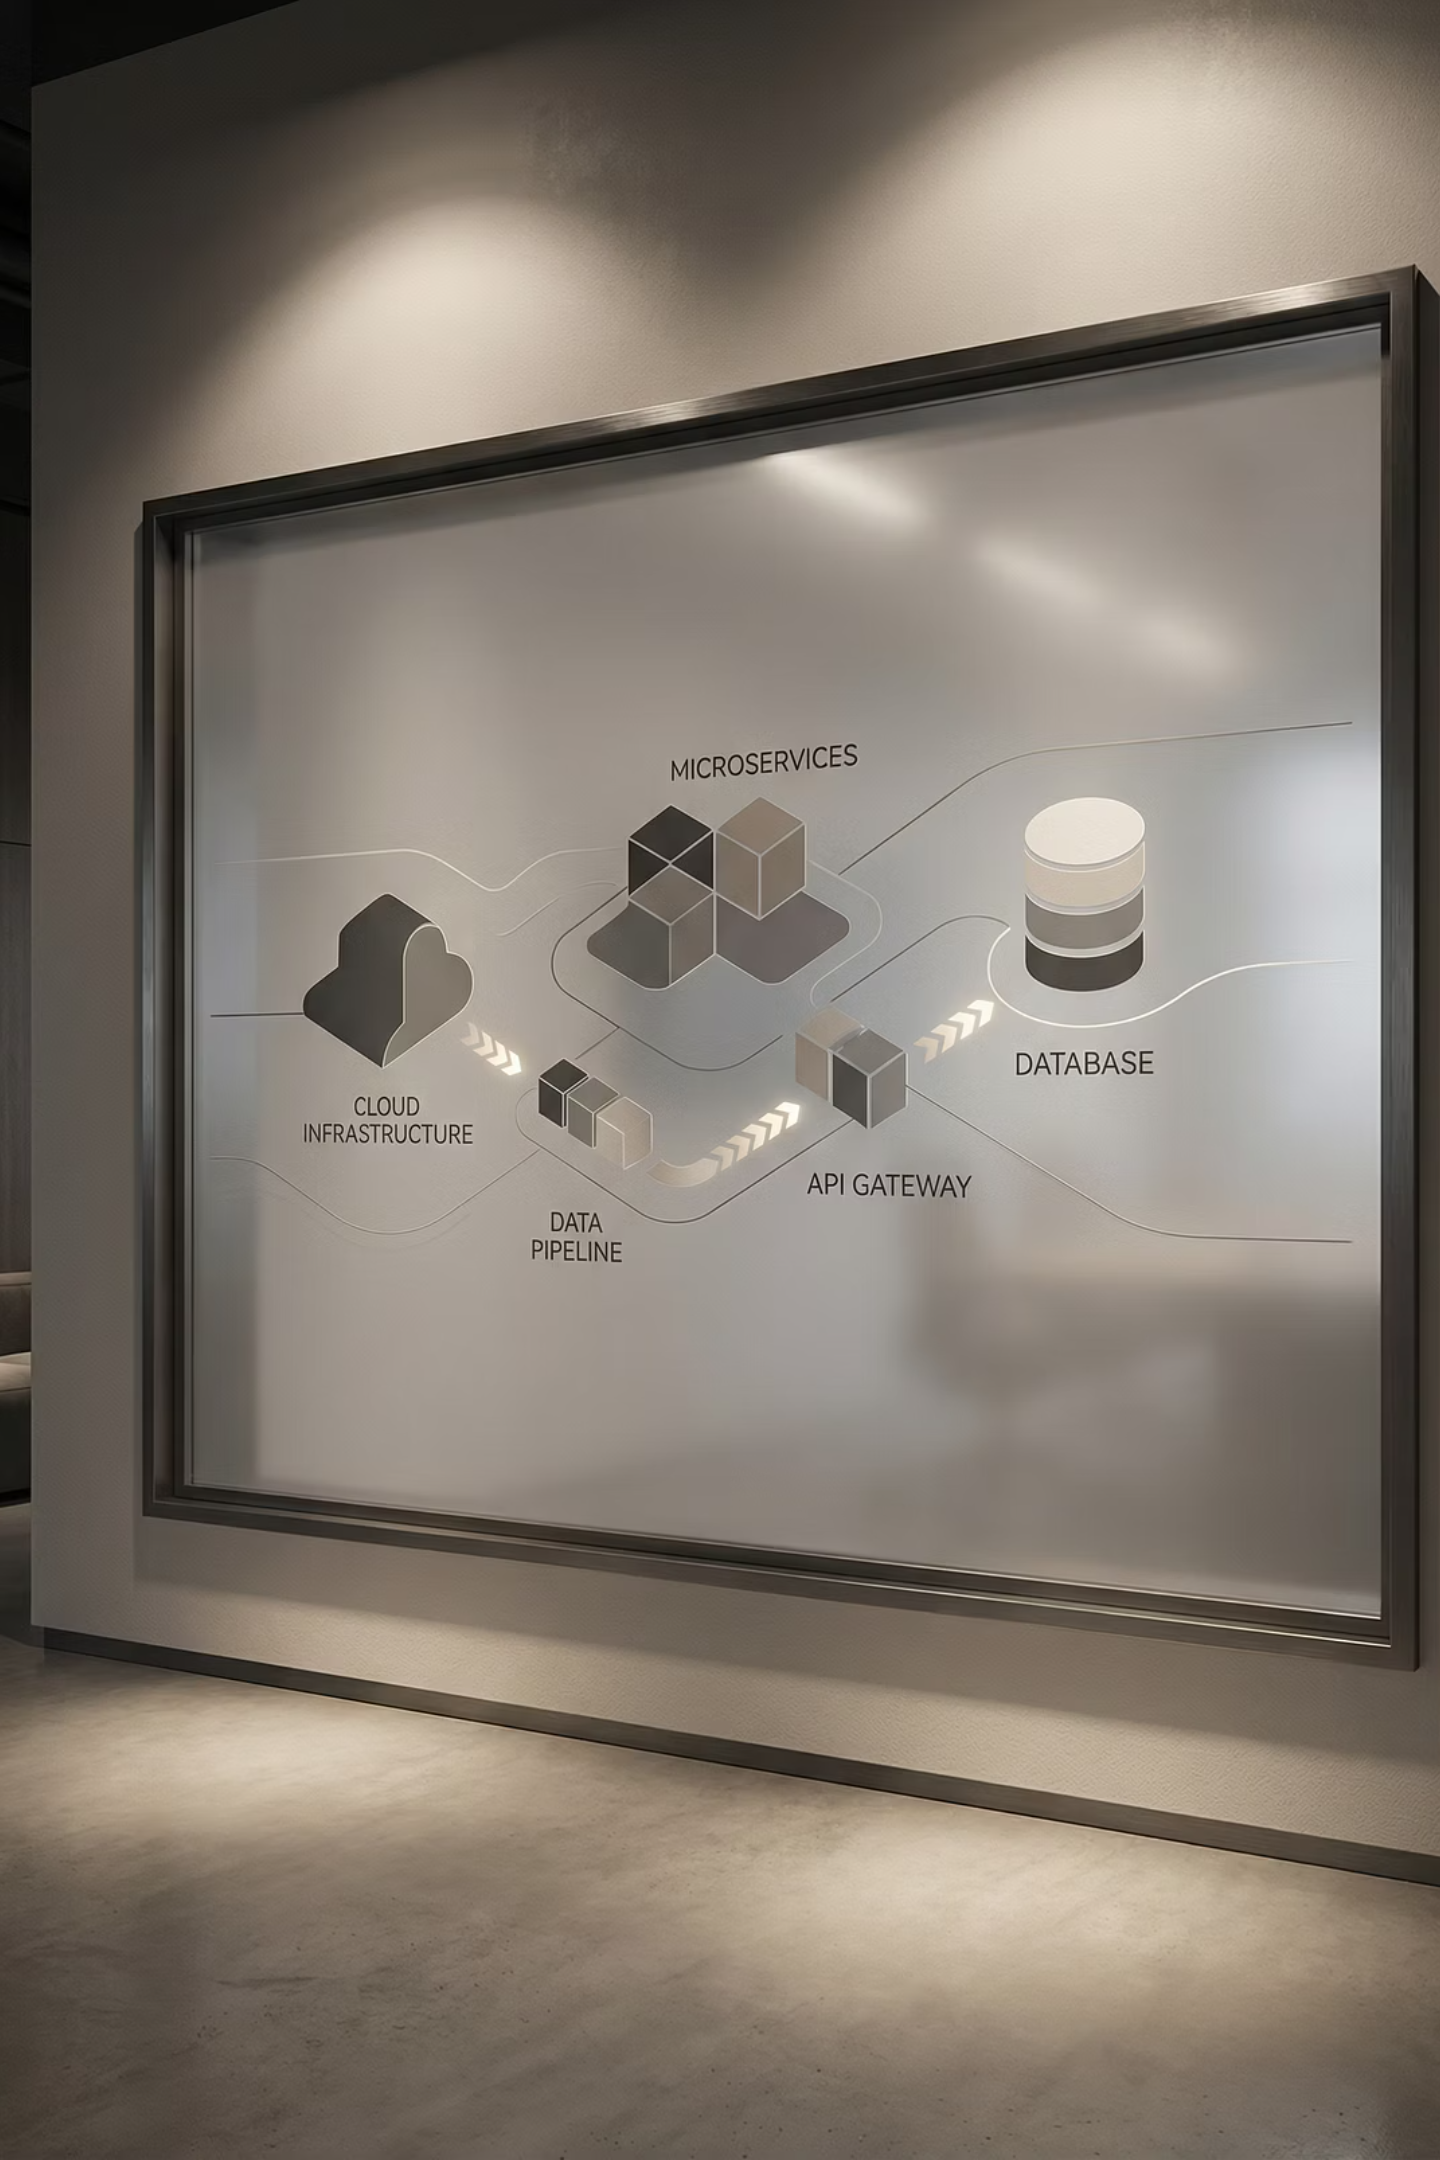 MICROSERVICES
CLOUD
INFRASTRUCTURE
DATABASE
API GATEWAY
DATA
PIPELINE